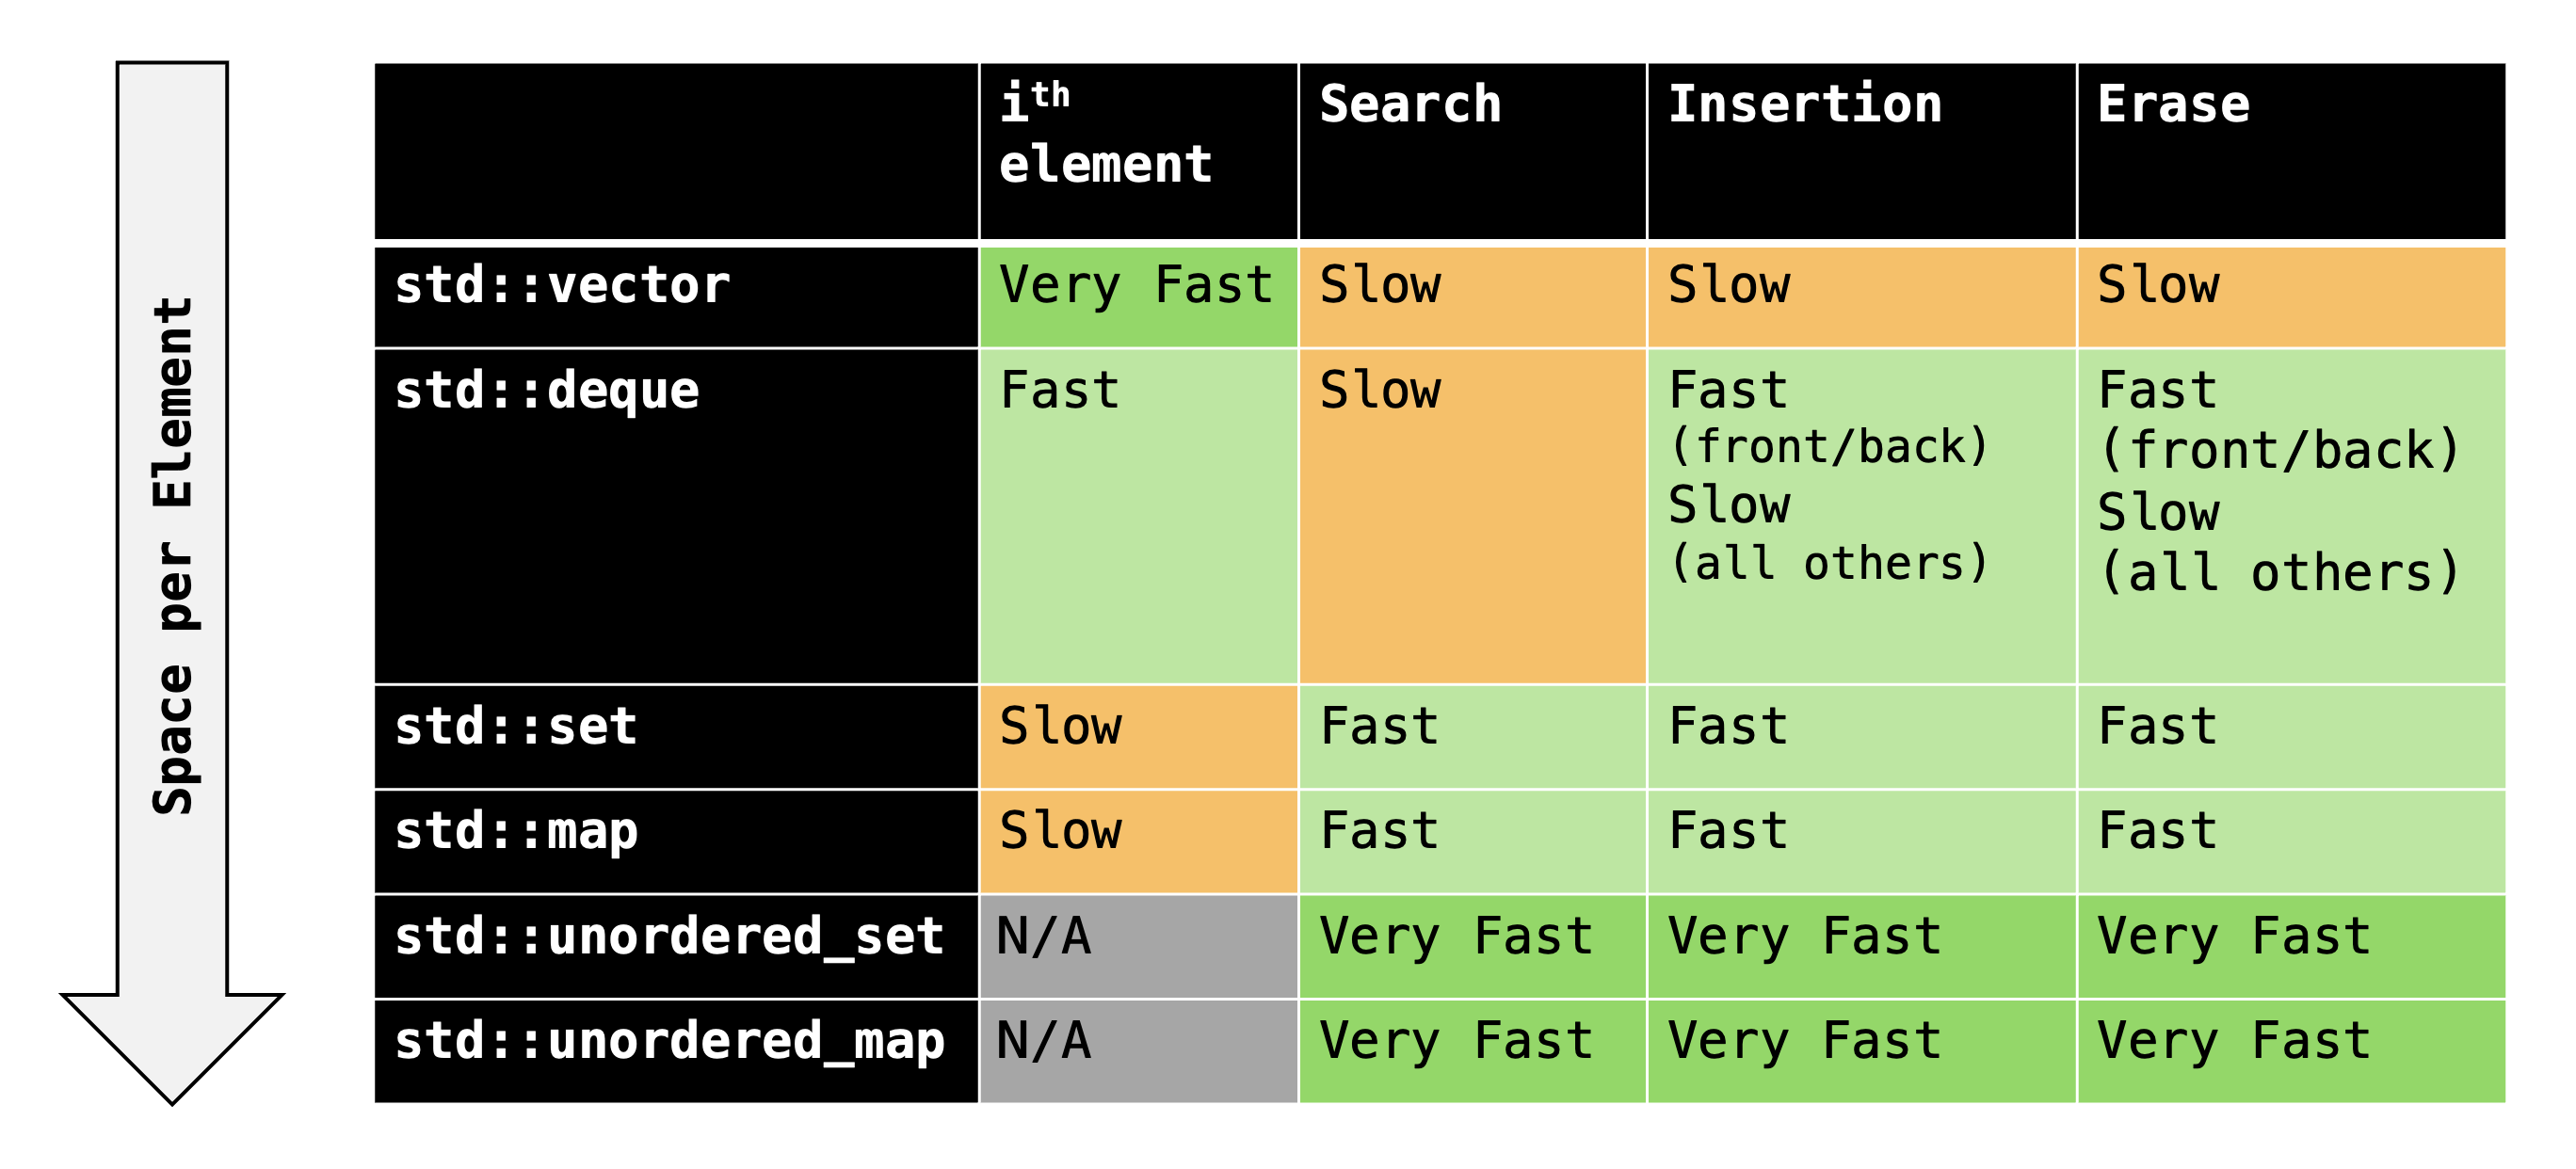 Space per Element
iᵗʰ
element
Search
Insertion
Erase
std::vector
Very Fast
Slow
Slow
Slow
std::deque
Fast
Slow
Fast
(front/back)
Slow
(all others)
Fast
(front/back)
Slow
(all others)
std::set
Slow
Fast
Fast
Fast
std::map
Slow
Fast
Fast
Fast
std::unordered_set
N/A
Very Fast
Very Fast
Very Fast
std::unordered_map
N/A
Very Fast
Very Fast
Very Fast